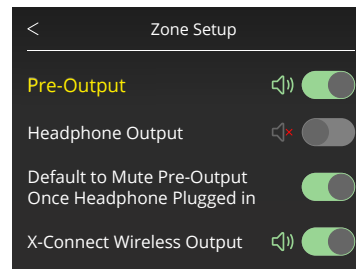 Zone Setup
Pre-Output
Headphone Output
Default to Mute Pre-Output
Once Headphone Plugged in
X-Connect Wireless Output